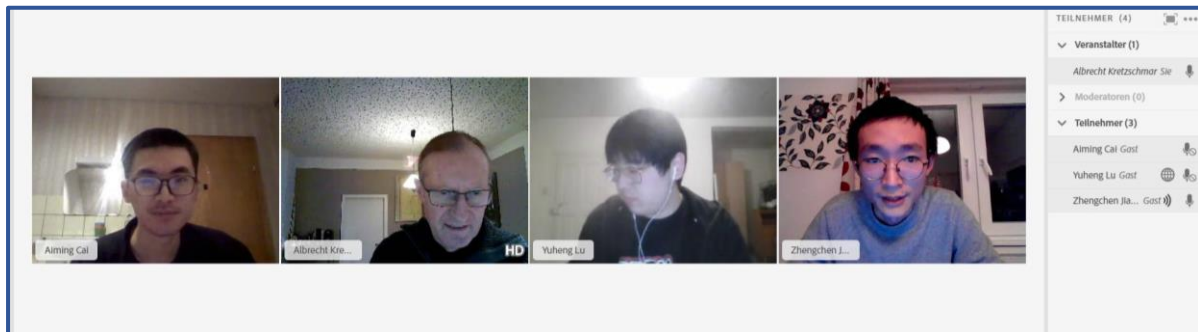 TEILNEHMER (4)
Veranstalter (1)
Albrecht Kretzschmar Sie
Moderatoren (0)
Teilnehmer (3)
Aiming Cai Gast
Yuheng Lu Gast
Zhengchen Jia... Gast
Aiming Cai
Albrecht Kre...
HD
Yuheng Lu
Zhengchen J...